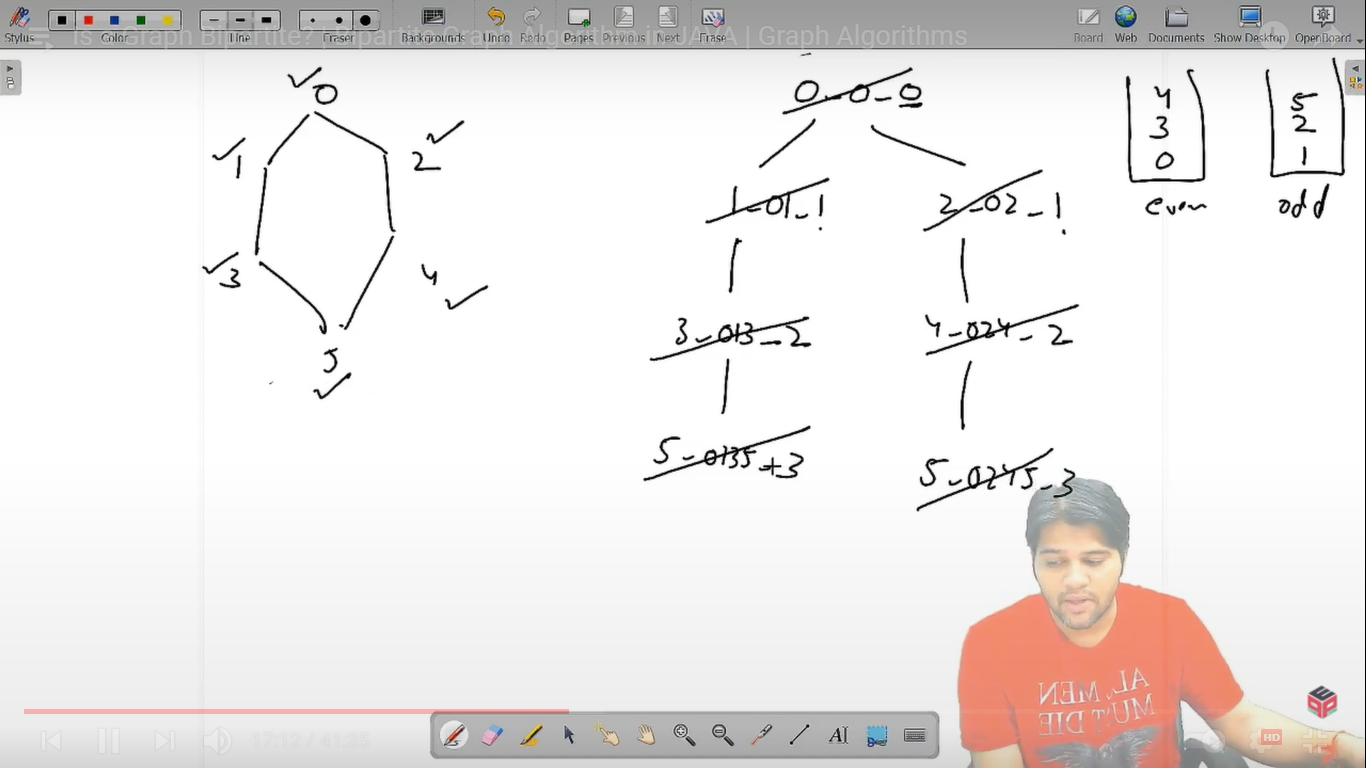 Is a Graph Bipartite? | Bipartite Graph Algorithm in JAVA | Graph Algorithms
Stylus
Color
Line
Eraser
Backgrounds
Undo
Redo
Pages
Previous
Next
Erase
Board
Web
Documents
Show Desktop
OpenBoard
0
1
2
3
4
5
0-0-0
1-01-1
2-02-1
3-013-2
4-024-2
5-0135-3
5-0245-3
4
3
0
even
5
2
1
odd
AL MEN
MUST DIE
17:12 / 41:25
HD